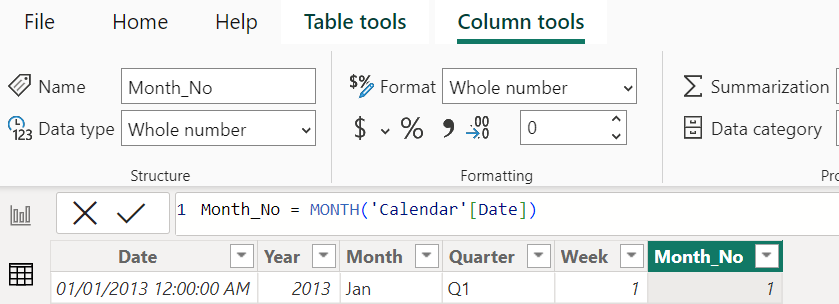 File Home Help Table tools Column tools
Name Month_No $% Format Whole number Σ Summarization
123 Data type Whole number $ % , .00 →0 0 Data category
Structure Formatting Pro
1 Month_No = MONTH('Calendar'[Date])
Date Year Month Quarter Week Month_No
01/01/2013 12:00:00 AM 2013 Jan Q1 1 1